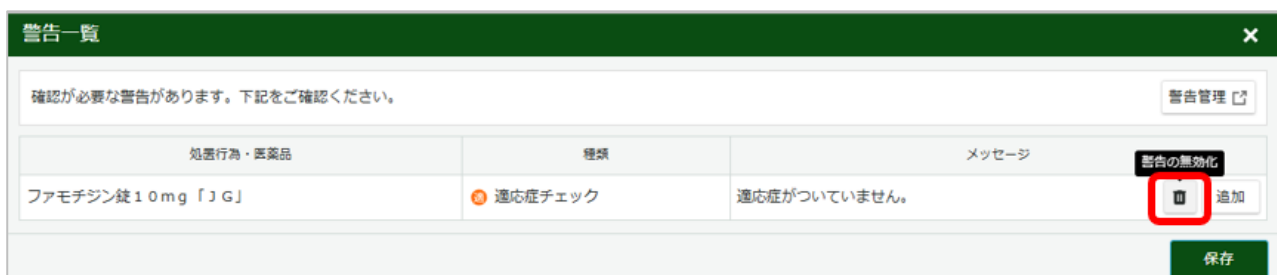 警告一覧
確認が必要な警告があります。下記をご確認ください。
警告管理
処置行為・医薬品
種類
メッセージ
警告の無効化
ファモチジン錠１０ｍｇ「ＪＧ」
適 適応症チェック
適応症がついていません。
追加
保存